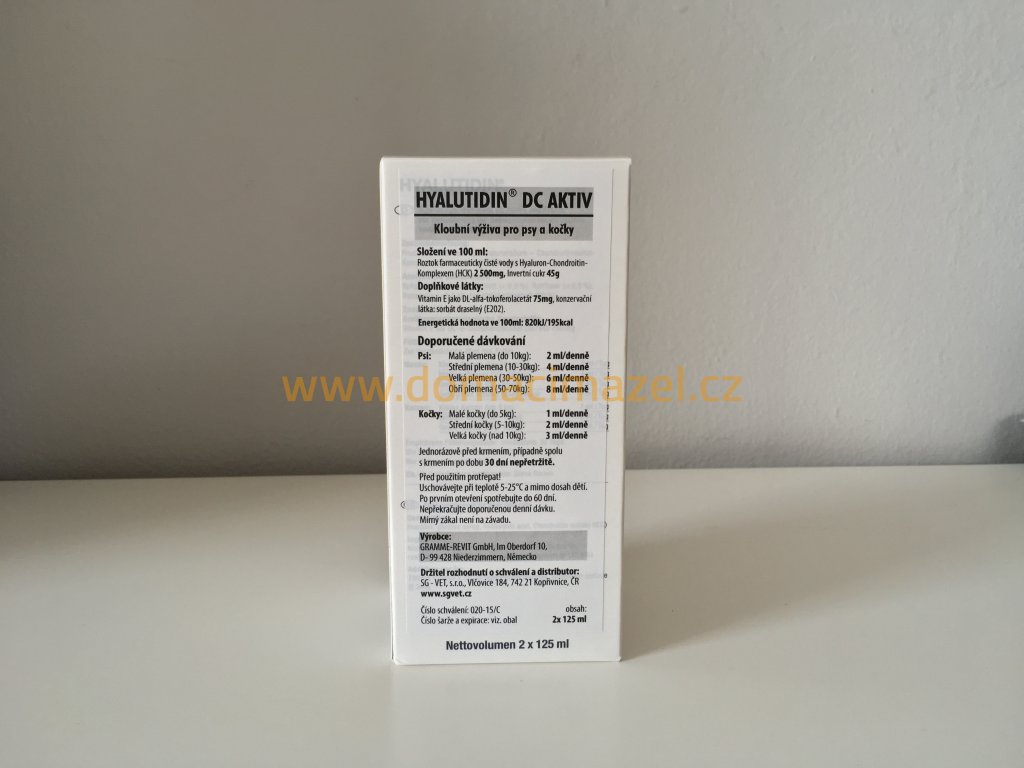 HYALUTIDIN® DC AKTIV
Kloubní výživa pro psy a kočky
Složení ve 100 ml:
Roztok farmaceuticky čisté vody s Hyaluron-Chondroitin-
Komplexem (HCK) 2 500mg, Invertní cukr 45g
Doplňkové látky:
Vitamin E jako DL-alfa-tokoferolacetát 75mg, konzervační
látka: sorbát draselný (E202).
Energetická hodnota ve 100ml: 820kJ/195kcal
Doporučené dávkování
Psi: Malá plemena (do 10kg): 2 ml/denně
Střední plemena (10-30kg): 4 ml/denně
Velká plemena (30-50kg): 6 ml/denně
Obří plemena (50-70kg): 8 ml/denně
www.domacimazel.cz
Kočky: Malé kočky (do 5kg): 1 ml/denně
Střední kočky (5-10kg): 2 ml/denně
Velká kočky (nad 10kg): 3 ml/denně
Jednorázově před krmením, případně spolu
s krmením po dobu 30 dní nepřetržitě.
Před použitím protřepat!
Uschovávejte při teplotě 5-25°C a mimo dosah dětí.
Po prvním otevření spotřebujte do 60 dní.
Nepřekračujte doporučenou denní dávku.
Mírný zákal není na závadu.
Výrobce:
GRAMME-REVIT GmbH, Im Oberdorf 10,
D- 99 428 Niederzimmern, Německo
Držitel rozhodnutí o schválení a distributor:
SG - VET, s.r.o., Vlčovice 184, 742 21 Kopřivnice, ČR
www.sgvet.cz
Číslo schválení: 020-15/C obsah:
Číslo šarže a expirace: viz. obal 2x 125 ml
Nettovolumen 2 x 125 ml